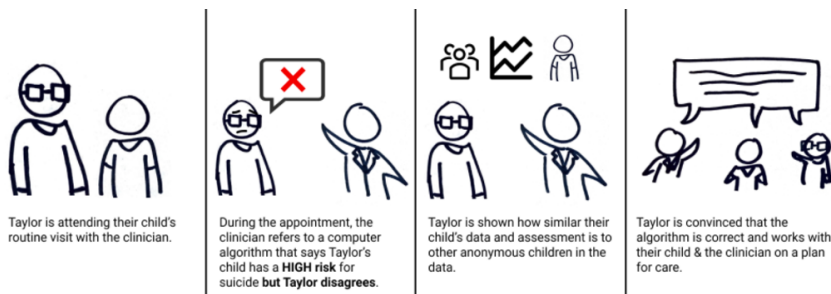 Taylor is attending their child's
routine visit with the clinician.
During the appointment, the
clinician refers to a computer
algorithm that says Taylor's
child has a HIGH risk for
suicide but Taylor disagrees.
Taylor is shown how similar their
child's data and assessment is to
other anonymous children in the
data.
Taylor is convinced that the
algorithm is correct and works with
their child & the clinician on a plan
for care.